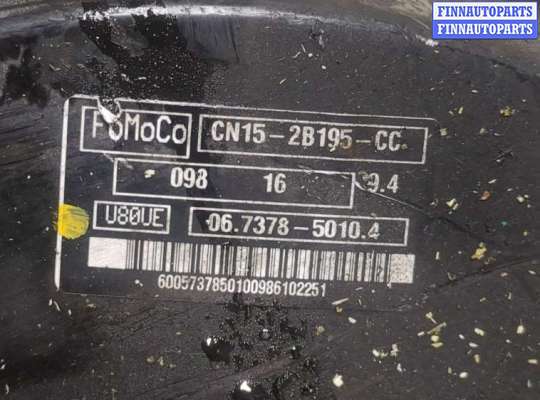 FINNAUTOPARTS
FINNAUTOPARTS
FoMoCo CN15-2B195-CC.
098 16 9.4
U80UE 06.7378-5010.4
6005737850100986102251